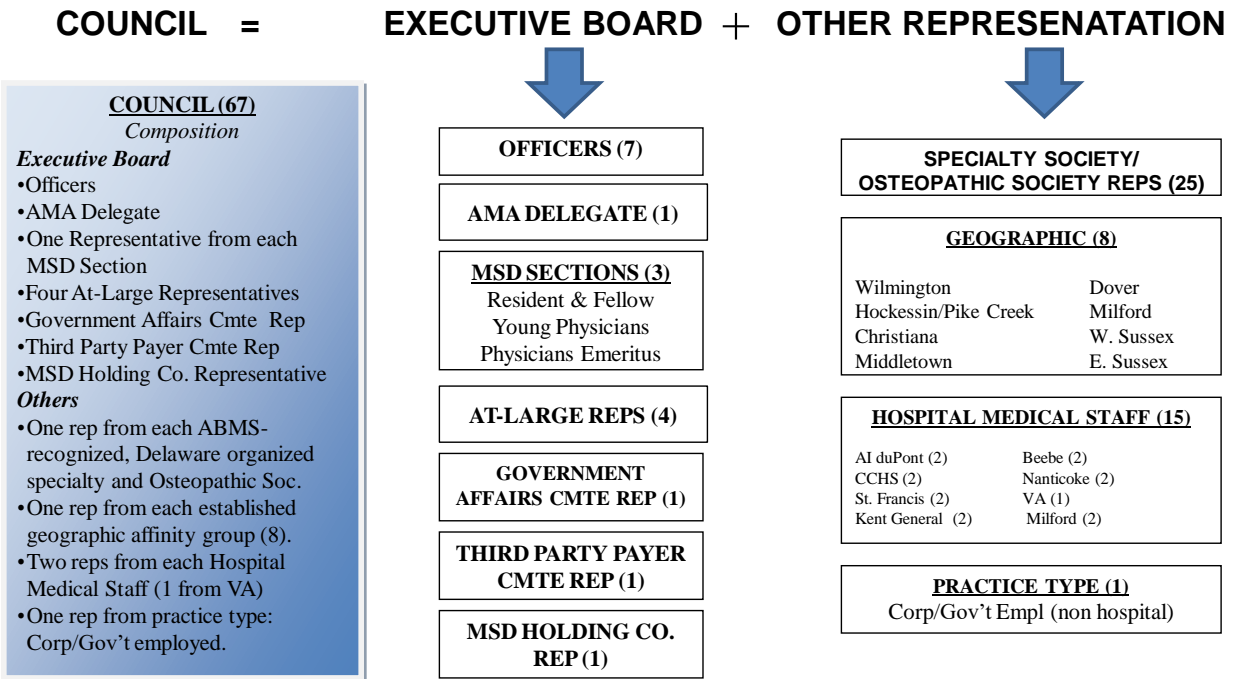 COUNCIL = EXECUTIVE BOARD + OTHER REPRESENATATION
COUNCIL (67)
Composition
Executive Board
•Officers
•AMA Delegate
•One Representative from each
MSD Section
•Four At-Large Representatives
•Government Affairs Cmte Rep
•Third Party Payer Cmte Rep
•MSD Holding Co. Representative
Others
•One rep from each ABMS-
recognized, Delaware organized
specialty and Osteopathic Soc.
•One rep from each established
geographic affinity group (8).
•Two reps from each Hospital
Medical Staff (1 from VA)
•One rep from practice type:
Corp/Gov’t employed.
OFFICERS (7)
AMA DELEGATE (1)
MSD SECTIONS (3)
Resident & Fellow
Young Physicians
Physicians Emeritus
AT-LARGE REPS (4)
GOVERNMENT
AFFAIRS CMTE REP (1)
THIRD PARTY PAYER
CMTE REP (1)
MSD HOLDING CO.
REP (1)
SPECIALTY SOCIETY/
OSTEOPATHIC SOCIETY REPS (25)
GEOGRAPHIC (8)
Wilmington Dover
Hockessin/Pike Creek Milford
Christiana W. Sussex
Middletown E. Sussex
HOSPITAL MEDICAL STAFF (15)
AI duPont (2) Beebe (2)
CCHS (2) Nanticoke (2)
St. Francis (2) VA (1)
Kent General (2) Milford (2)
PRACTICE TYPE (1)
Corp/Gov’t Empl (non hospital)